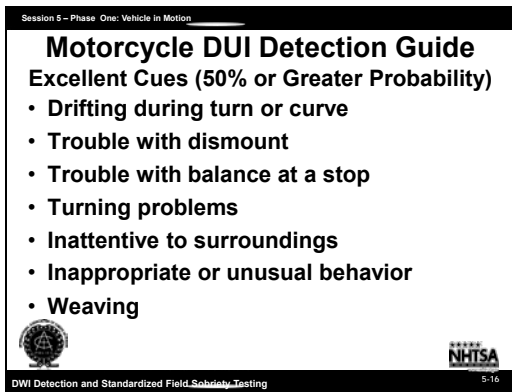 Session 5 – Phase One: Vehicle in Motion
Motorcycle DUI Detection Guide
Excellent Cues (50% or Greater Probability)
• Drifting during turn or curve
• Trouble with dismount
• Trouble with balance at a stop
• Turning problems
• Inattentive to surroundings
• Inappropriate or unusual behavior
• Weaving
NHTSA
DWI Detection and Standardized Field Sobriety Testing
5-16